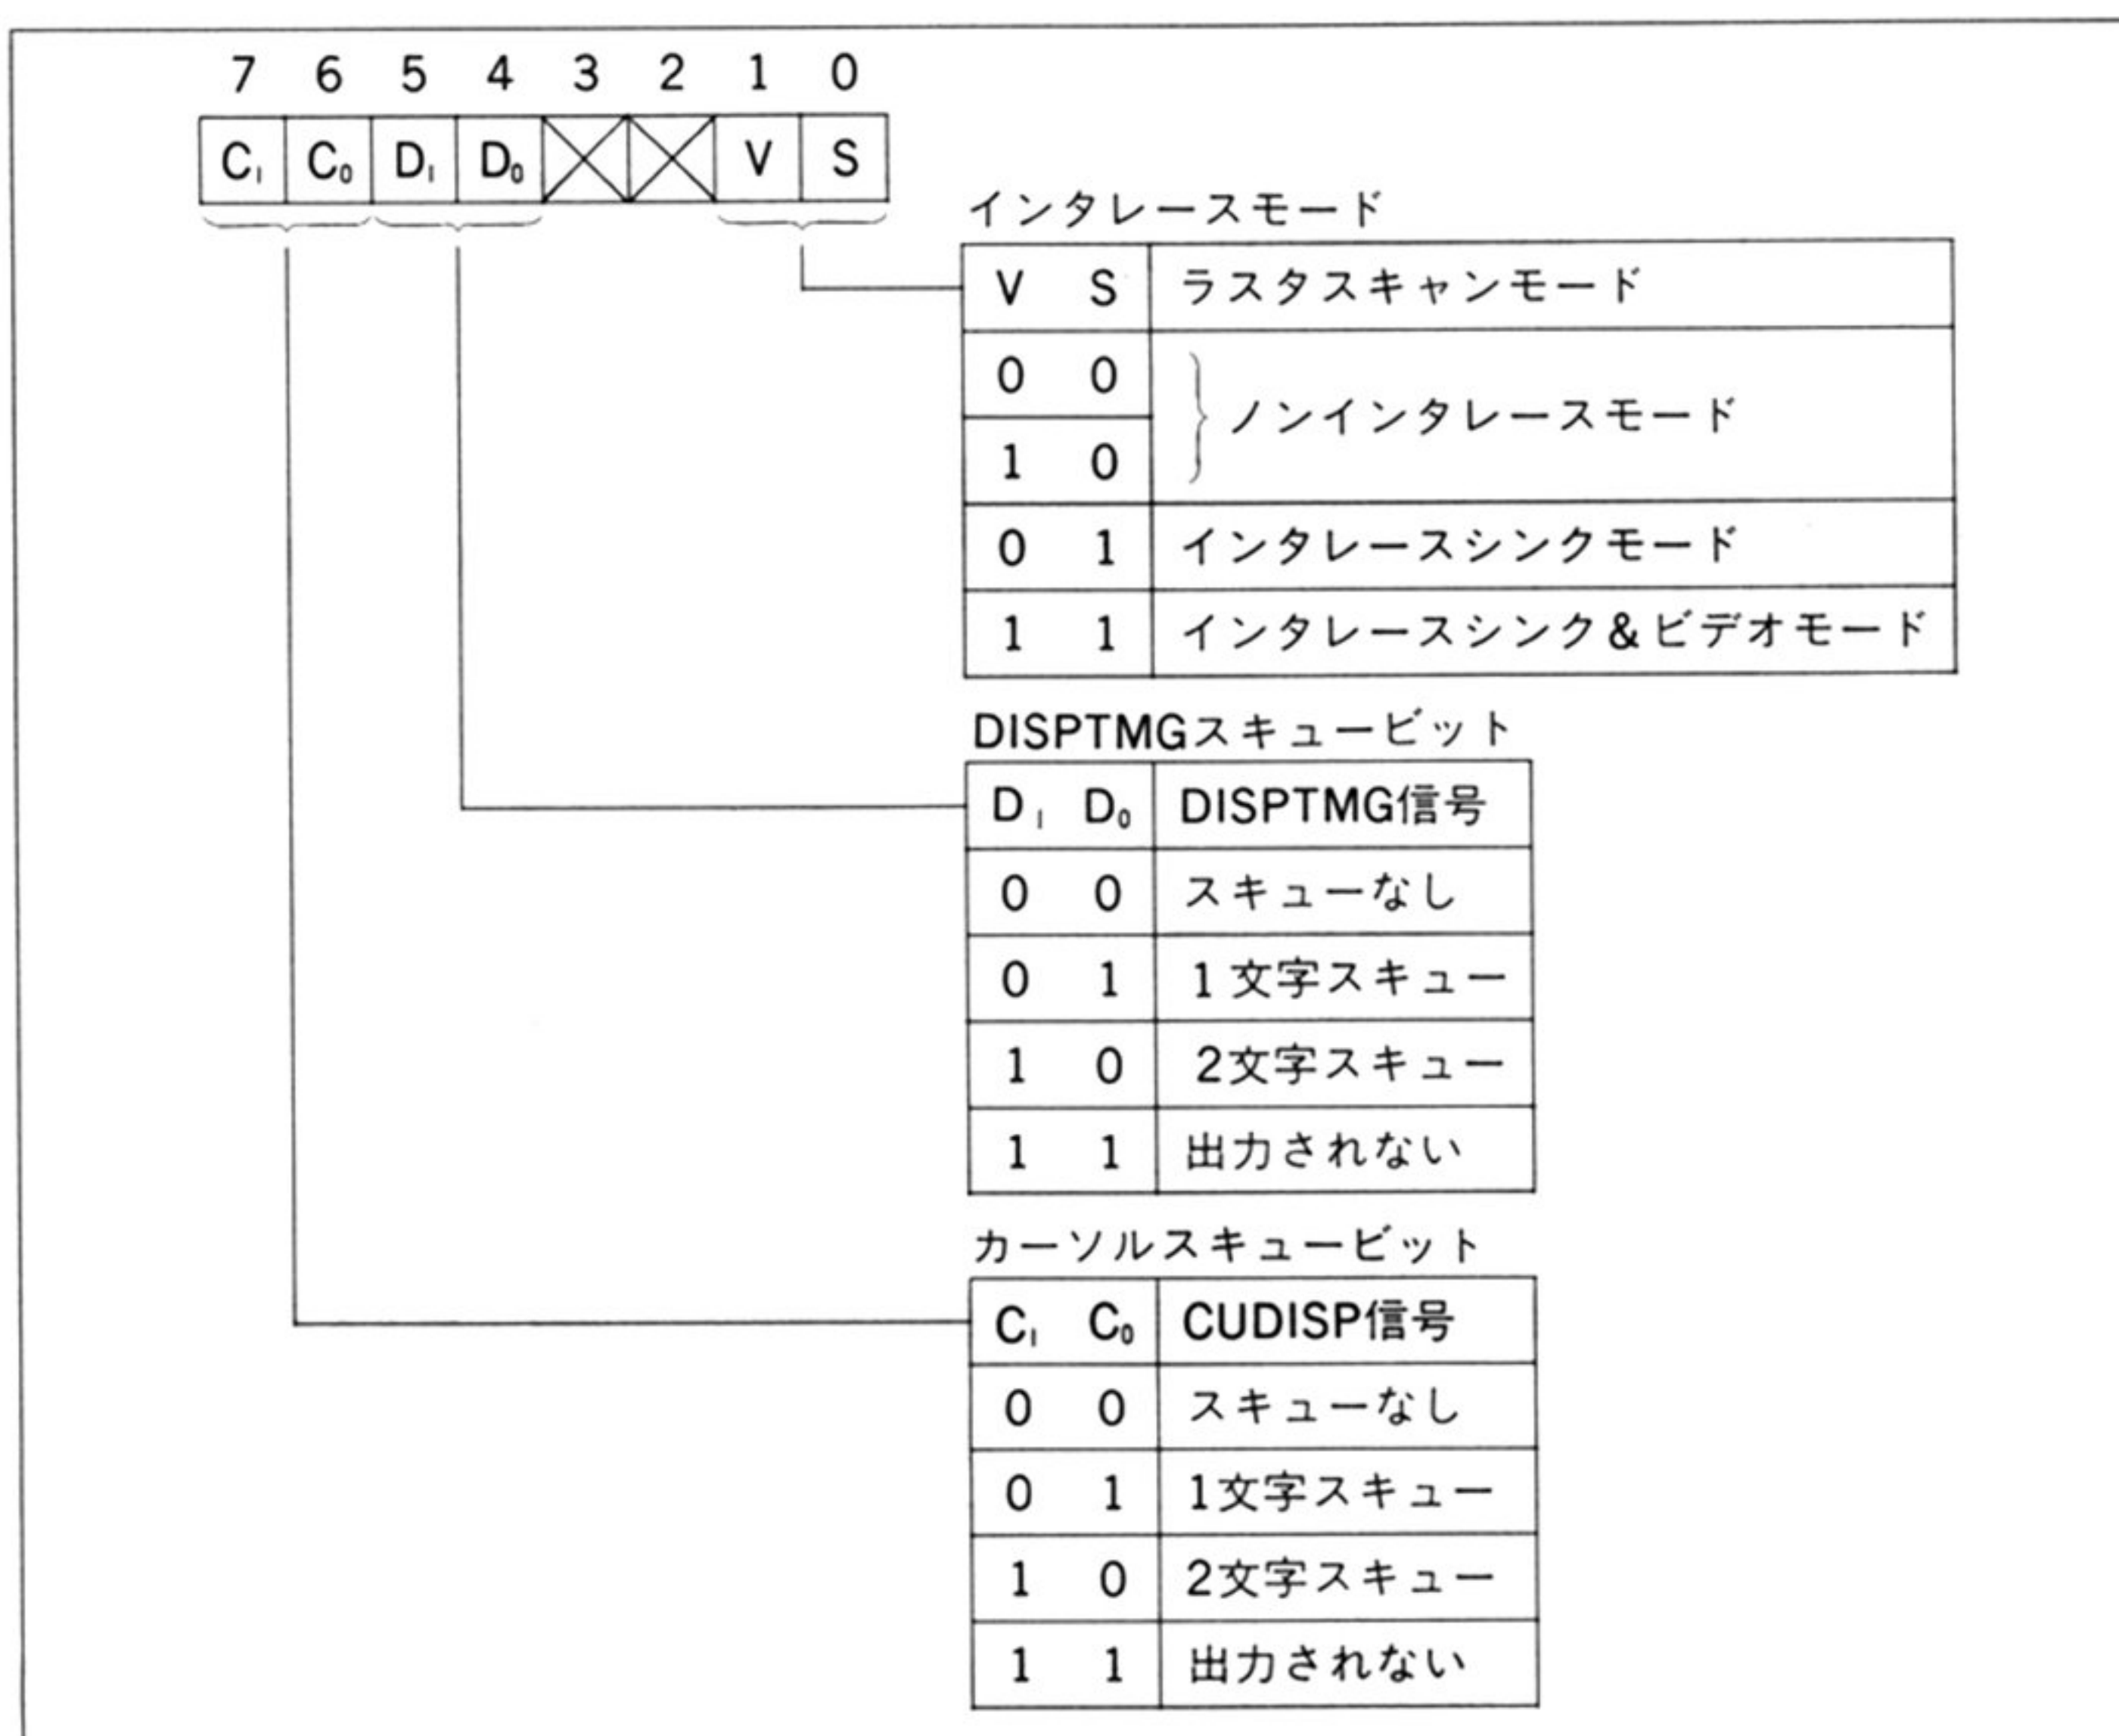 7 6 5 4 3 2 1 0
C₁ C₀ D₁ D₀ V S
インタレースモード
V S ラスタスキャンモード
0 0
ノンインタレースモード
1 0
0 1 インタレースシンクモード
1 1 インタレースシンク&ビデオモード
DISPTMGスキュービット
D₁ D₀ DISPTMG信号
0 0 スキューなし
0 1 1文字スキュー
1 0 2文字スキュー
1 1 出力されない
カーソルスキュービット
C₁ C₀ CUDISP信号
0 0 スキューなし
0 1 1文字スキュー
1 0 2文字スキュー
1 1 出力されない